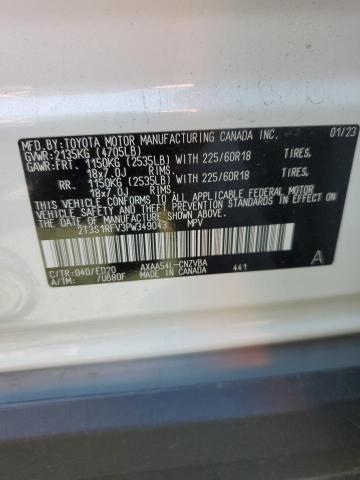 MFD.BY:TOYOTA MOTOR MANUFACTURING CANADA INC. 01/23
GVWR:2135KG (4705LB)
GAWR:FRT. 1150KG (2535LB) WITH 225/60R18 TIRES,
18x7.0J RIMS
RR. 1150KG (2535LB) WITH 225/60R18 TIRES,
18x7.0J RIMS
THIS VEHICLE CONFORMS TO ALL APPLICABLE FEDERAL MOTOR
VEHICLE SAFETY AND THEFT PREVENTION STANDARDS IN EFFECT ON
THE DATE OF MANUFACTURE SHOWN ABOVE.
2T3S1RFV3PW349043 MPV
C/TR:040/ED20 AXAA54L-CNZVBA 441
A/TM: /UB80F MADE IN CANADA A